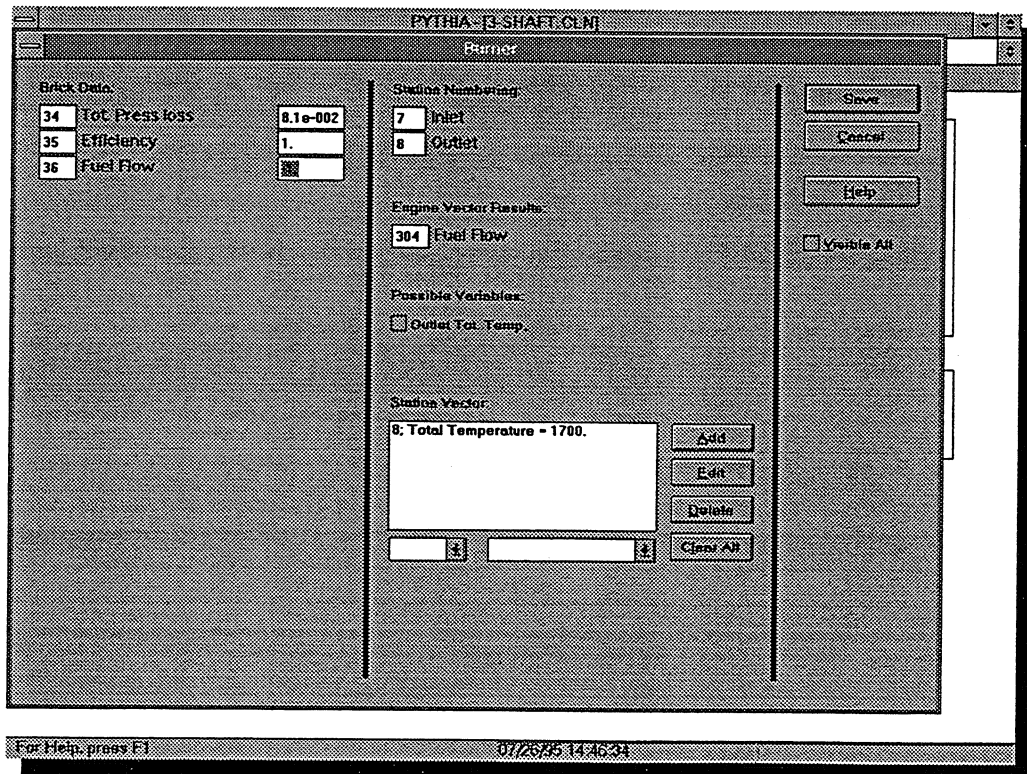 PYTHIA - [3-SHAFT.CLN]
Burner
Brick Data:
34 Tot. Press loss 8.1e-002
35 Efficiency 1.
36 Fuel Flow
Station Numbering:
7 Inlet
8 Outlet
Engine Vector Results:
304 Fuel Flow
Possible Variables:
Outlet Tot. Temp.
Station Vector:
8; Total Temperature = 1700.
Add
Edit
Delete
Clear All
Save
Cancel
Help
Visible All
For Help, press F1 07/26/95 14:46:34